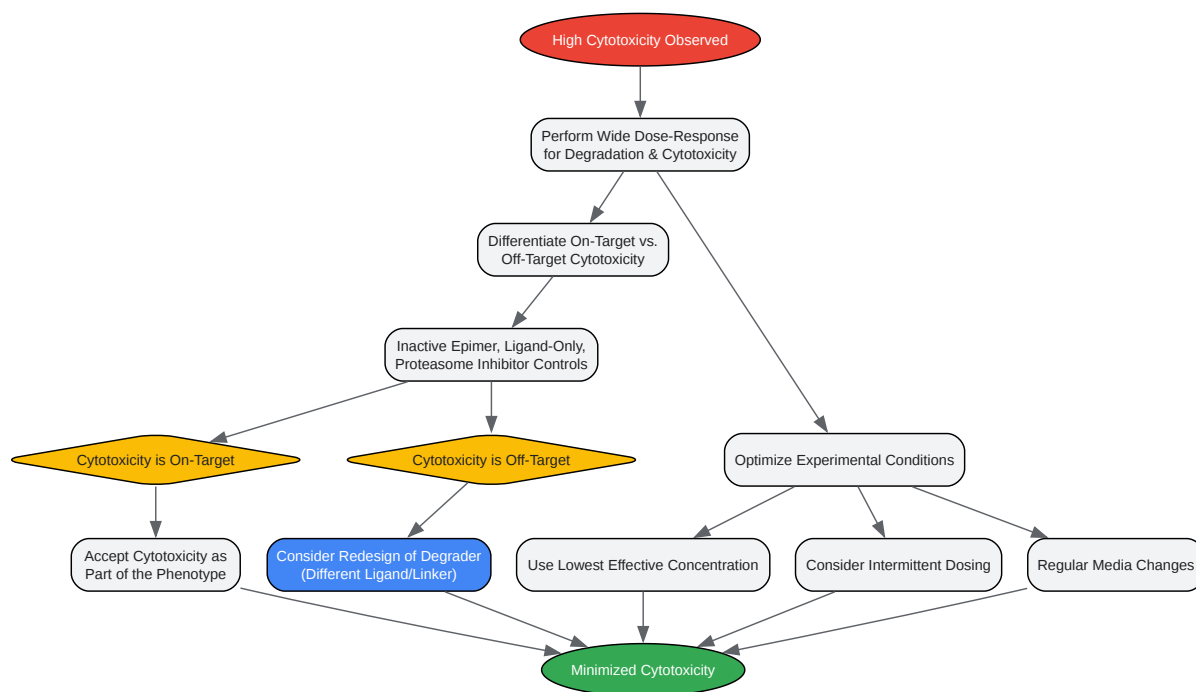 High Cytotoxicity Observed
Perform Wide Dose-Response
for Degradation & Cytotoxicity
Differentiate On-Target vs.
Off-Target Cytotoxicity
Inactive Epimer, Ligand-Only,
Proteasome Inhibitor Controls
Cytotoxicity is On-Target
Cytotoxicity is Off-Target
Optimize Experimental Conditions
Accept Cytotoxicity as
Part of the Phenotype
Consider Redesign of Degrader
(Different Ligand/Linker)
Use Lowest Effective Concentration
Consider Intermittent Dosing
Regular Media Changes
Minimized Cytotoxicity